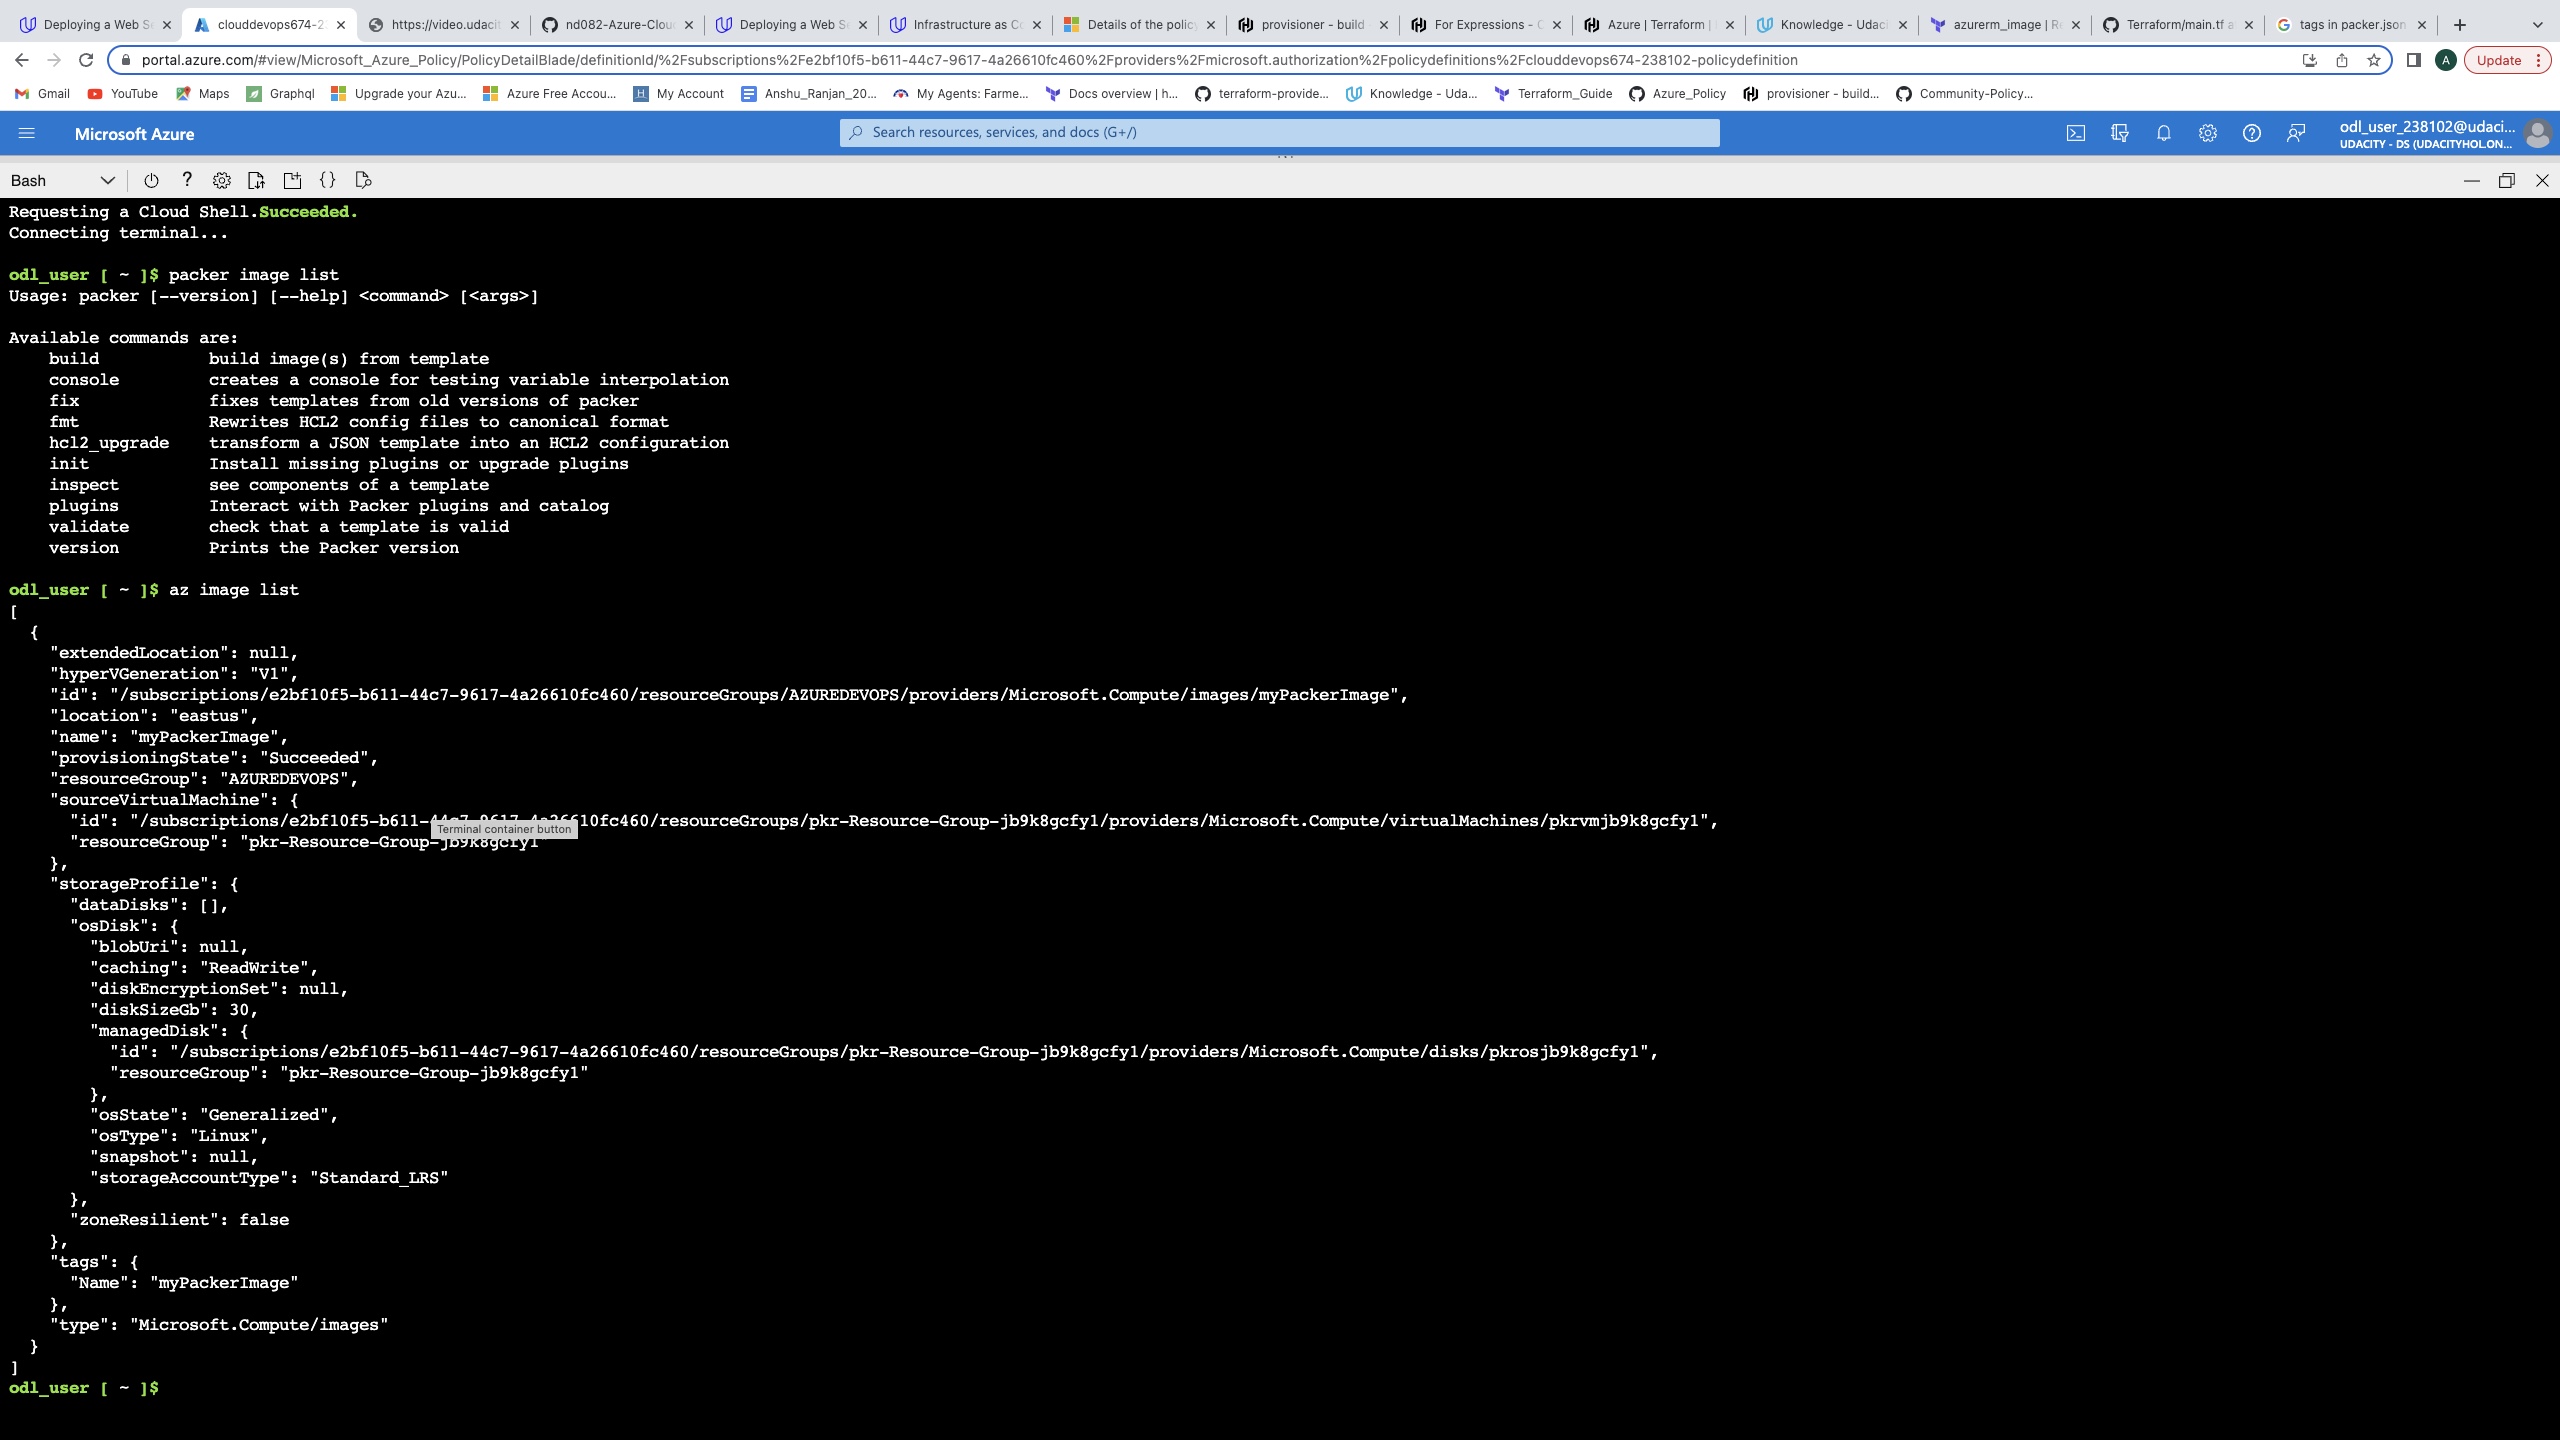 Deploying a Web Se
clouddevops674-23
https://video.udacit
nd082-Azure-Cloud
Deploying a Web Se
Infrastructure as Co
Details of the policy
provisioner - build
For Expressions - C
Azure | Terraform |
Knowledge - Udaci
azurerm_image | Re
Terraform/main.tf a
tags in packer.json
portal.azure.com/#view/Microsoft_Azure_Policy/PolicyDetailBlade/definitionId/%2Fsubscriptions%2Fe2bf10f5-b611-44c7-9617-4a26610fc460%2Fproviders%2Fmicrosoft.authorization%2Fpolicydefinitions%2Fclouddevops674-238102-policydefinition
A
Update
Gmail
YouTube
Maps
Graphql
Upgrade your Azu...
Azure Free Accou...
My Account
Anshu_Ranjan_20...
My Agents: Farme...
Docs overview | h...
terraform-provide...
Knowledge - Uda...
Terraform_Guide
Azure_Policy
provisioner - build...
Community-Policy...
Microsoft Azure
Search resources, services, and docs (G+/)
odl_user_238102@udaci...
UDACITY - DS (UDACITYHOL.ON...
Bash
Requesting a Cloud Shell.Succeeded.
Connecting terminal...
odl_user [ ~ ]$ packer image list
Usage: packer [--version] [--help] <command> [<args>]
Available commands are:
build build image(s) from template
console creates a console for testing variable interpolation
fix fixes templates from old versions of packer
fmt Rewrites HCL2 config files to canonical format
hcl2_upgrade transform a JSON template into an HCL2 configuration
init Install missing plugins or upgrade plugins
inspect see components of a template
plugins Interact with Packer plugins and catalog
validate check that a template is valid
version Prints the Packer version
odl_user [ ~ ]$ az image list
[
{
"extendedLocation": null,
"hyperVGeneration": "V1",
"id": "/subscriptions/e2bf10f5-b611-44c7-9617-4a26610fc460/resourceGroups/AZUREDEVOPS/providers/Microsoft.Compute/images/myPackerImage",
"location": "eastus",
"name": "myPackerImage",
"provisioningState": "Succeeded",
"resourceGroup": "AZUREDEVOPS",
"sourceVirtualMachine": {
"id": "/subscriptions/e2bf10f5-b611-44c7-9617-4a26610fc460/resourceGroups/pkr-Resource-Group-jb9k8gcfy1/providers/Microsoft.Compute/virtualMachines/pkrvmjb9k8gcfy1",
Terminal container button
"resourceGroup": "pkr-Resource-Group-jb9k8gcfy1"
},
"storageProfile": {
"dataDisks": [],
"osDisk": {
"blobUri": null,
"caching": "ReadWrite",
"diskEncryptionSet": null,
"diskSizeGb": 30,
"managedDisk": {
"id": "/subscriptions/e2bf10f5-b611-44c7-9617-4a26610fc460/resourceGroups/pkr-Resource-Group-jb9k8gcfy1/providers/Microsoft.Compute/disks/pkrosjb9k8gcfy1",
"resourceGroup": "pkr-Resource-Group-jb9k8gcfy1"
},
"osState": "Generalized",
"osType": "Linux",
"snapshot": null,
"storageAccountType": "Standard_LRS"
},
"zoneResilient": false
},
"tags": {
"Name": "myPackerImage"
},
"type": "Microsoft.Compute/images"
}
]
odl_user [ ~ ]$